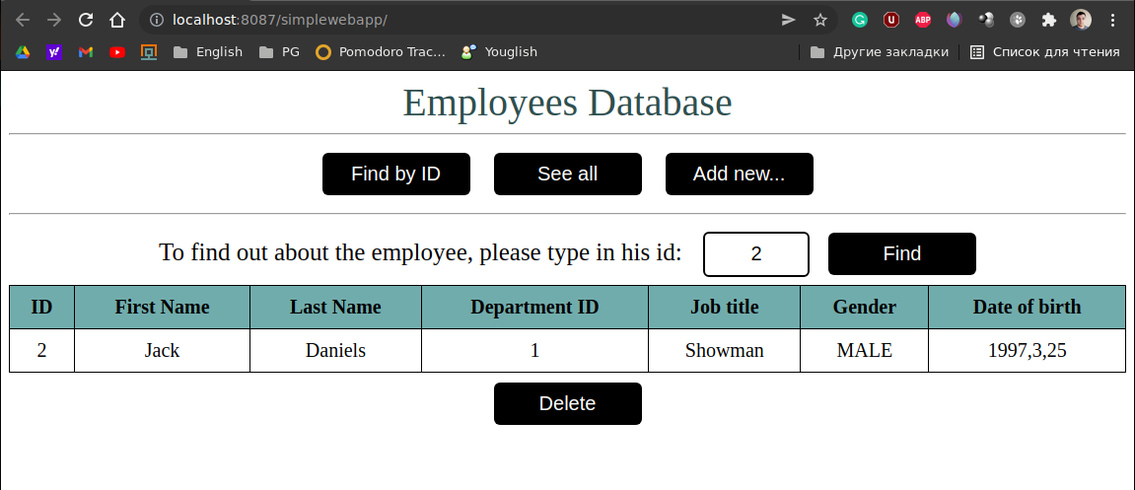 localhost:8087/simplewebapp/
English PG Pomodoro Trac... Youglish Другие закладки Список для чтения
Employees Database
Find by ID See all Add new...
To find out about the employee, please type in his id: 2 Find
ID First Name Last Name Department ID Job title Gender Date of birth
2 Jack Daniels 1 Showman MALE 1997,3,25
Delete